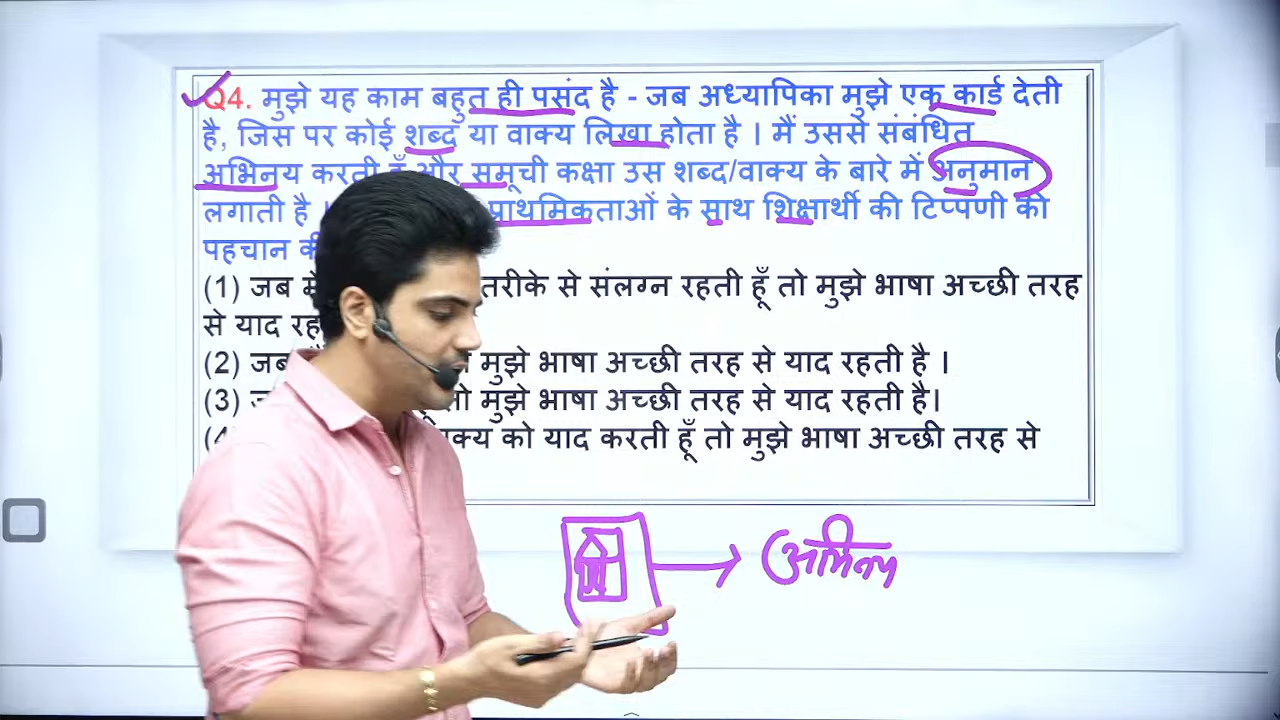 Q4. मुझे यह काम बहुत ही पसंद है - जब अध्यापिका मुझे एक कार्ड देती
है, जिस पर कोई शब्द या वाक्य लिखा होता है । मैं उससे संबंधित
अभिनय करती हूँ और समूची कक्षा उस शब्द/वाक्य के बारे में अनुमान
लगाती है । प्राथमिकताओं के साथ शिक्षार्थी की टिप्पणी की
पहचान
(1) जब तरीके से संलग्न रहती हूँ तो मुझे भाषा अच्छी तरह
से याद
(2) जब मुझे भाषा अच्छी तरह से याद रहती है ।
(3) तो मुझे भाषा अच्छी तरह से याद रहती है।
को याद करती हूँ तो मुझे भाषा अच्छी तरह से
अभिनय